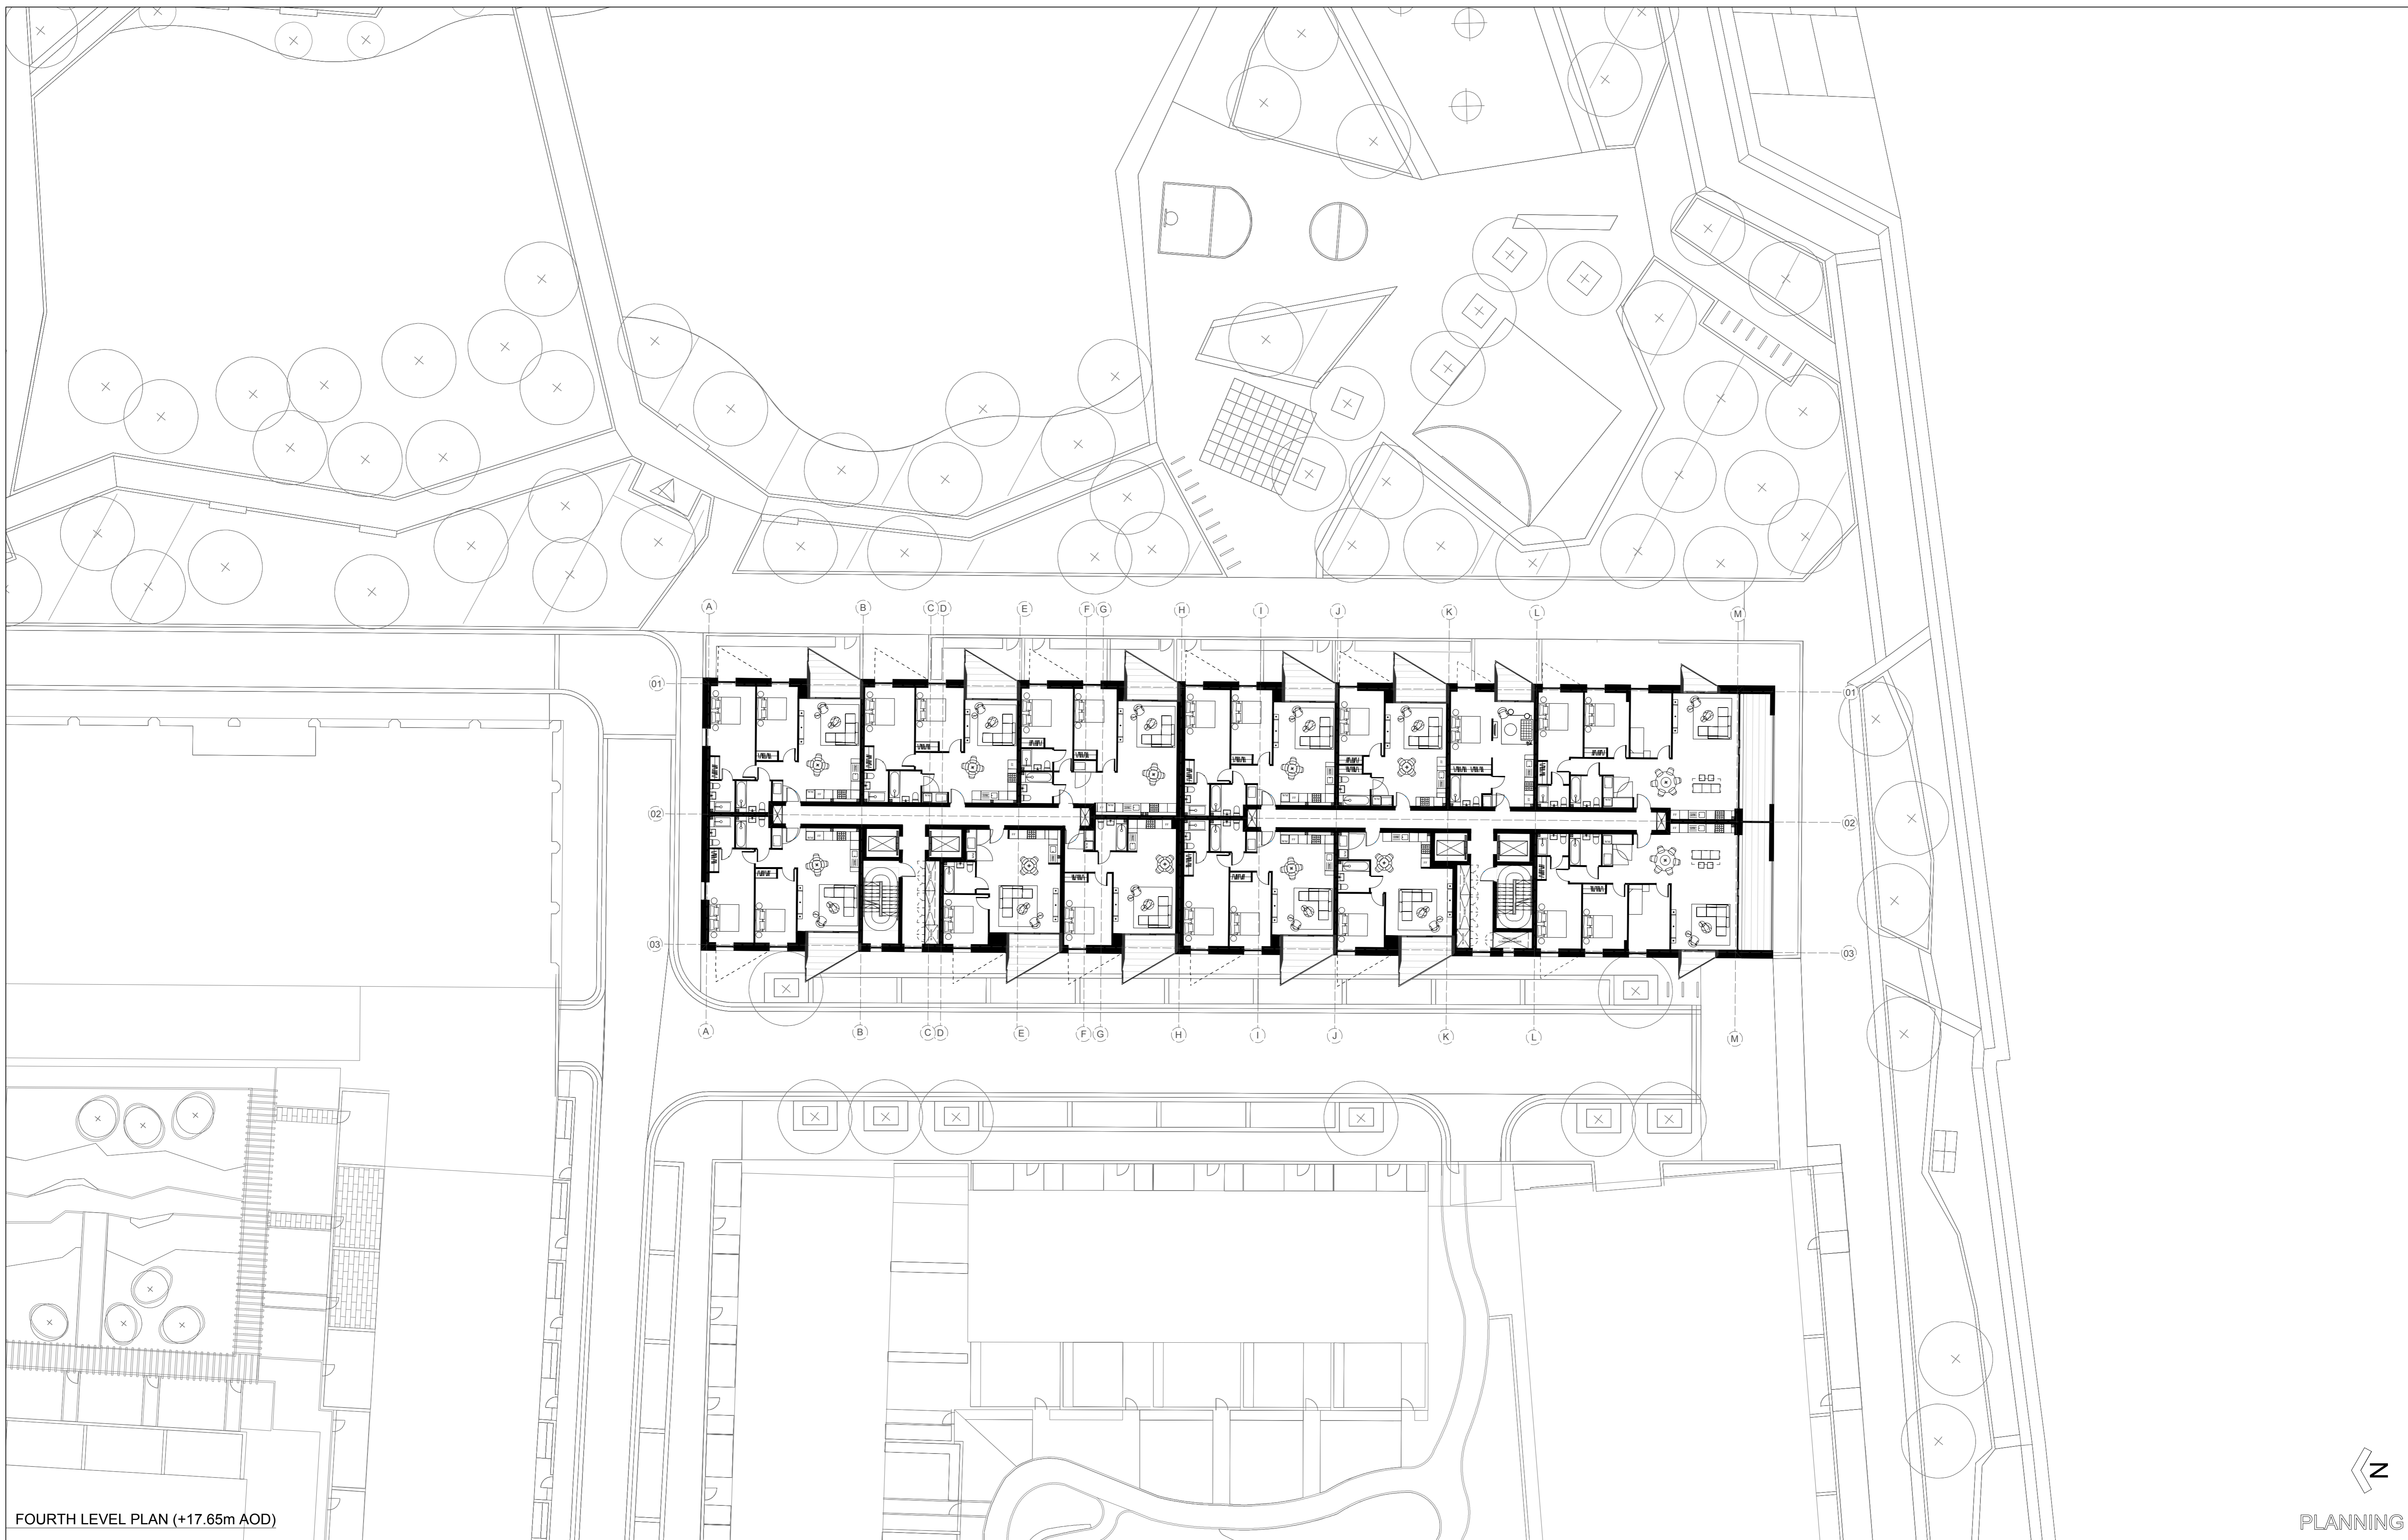 A B C D E F G H I J K L M
01 01
02 02
03 03
A B C D E F G H I J K L M
N
FOURTH LEVEL PLAN (+17.65m AOD)
PLANNING